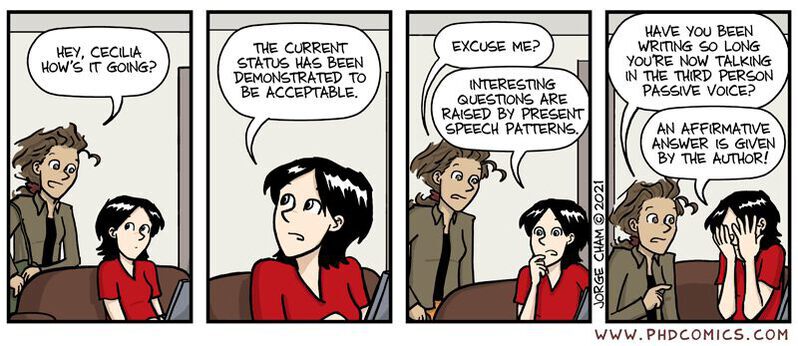 HEY, CECILIA
HOW'S IT GOING?
THE CURRENT
STATUS HAS BEEN
DEMONSTRATED TO
BE ACCEPTABLE.
EXCUSE ME?
INTERESTING
QUESTIONS ARE
RAISED BY PRESENT
SPEECH PATTERNS.
HAVE YOU BEEN
WRITING SO LONG
YOU'RE NOW TALKING
IN THE THIRD PERSON
PASSIVE VOICE?
AN AFFIRMATIVE
ANSWER IS GIVEN
BY THE AUTHOR!
JORGE CHAM © 2021
WWW.PHDCOMICS.COM